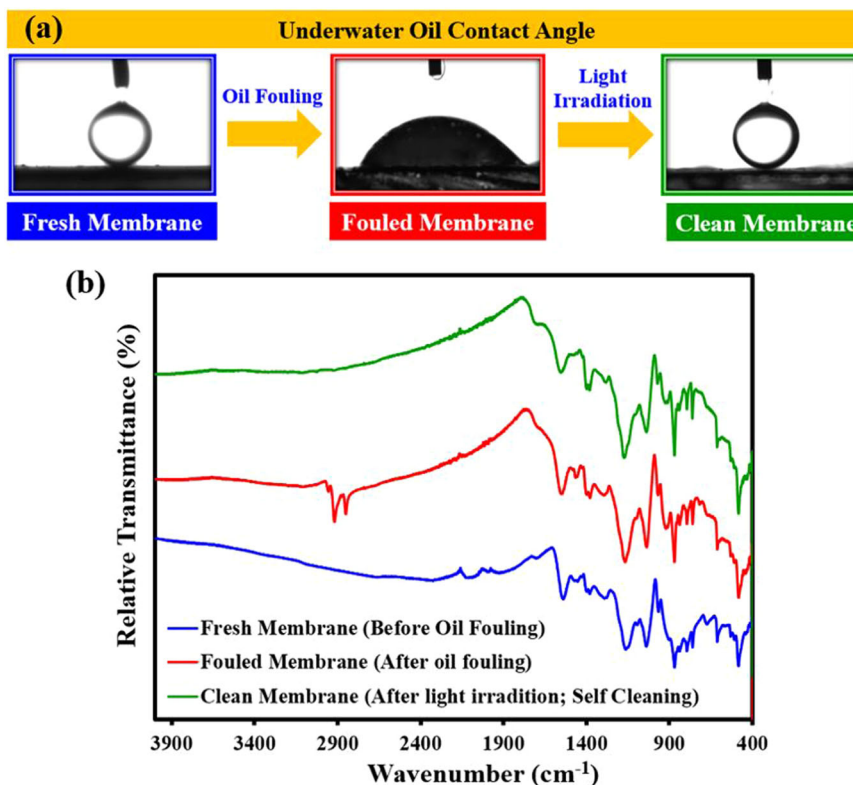 (a)
Underwater Oil Contact Angle
Oil Fouling
Light
Irradiation
Fresh Membrane
Fouled Membrane
Clean Membrane
(b)
Relative Transmittance (%)
Fresh Membrane (Before Oil Fouling)
Fouled Membrane (After oil fouling)
Clean Membrane (After light irradition; Self Cleaning)
3900 3400 2900 2400 1900 1400 900 400
Wavenumber (cm⁻¹)